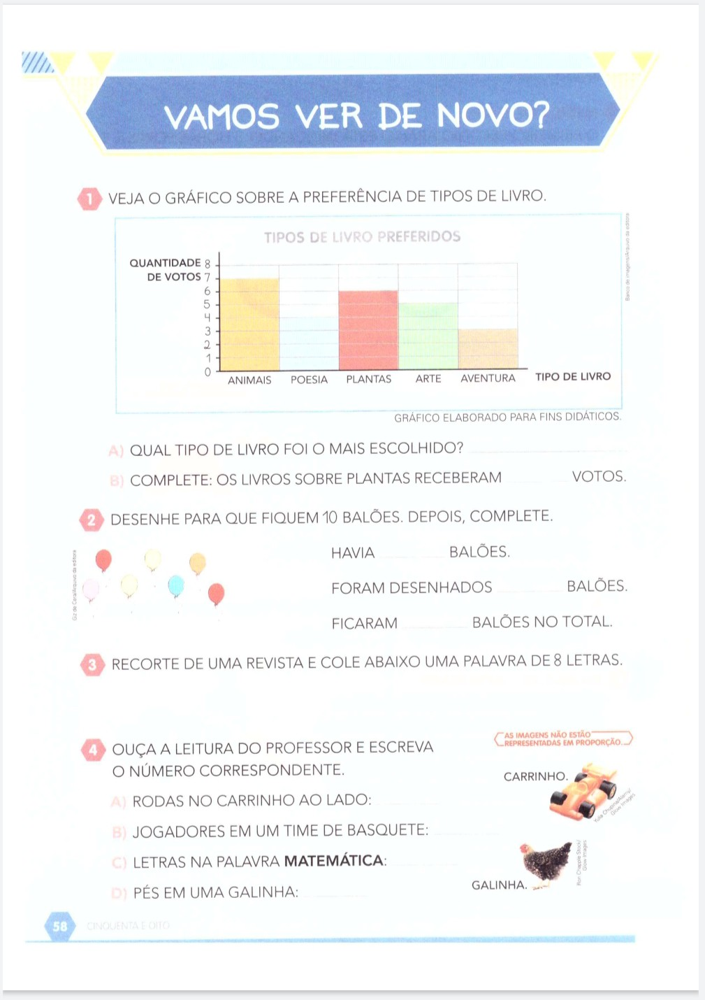 VAMOS VER DE NOVO?
1 VEJA O GRÁFICO SOBRE A PREFERÊNCIA DE TIPOS DE LIVRO.
TIPOS DE LIVRO PREFERIDOS
QUANTIDADE
DE VOTOS
8
7
6
5
4
3
2
1
0
ANIMAIS POESIA PLANTAS ARTE AVENTURA TIPO DE LIVRO
Banco de imagens/Arquivo da editora
GRÁFICO ELABORADO PARA FINS DIDÁTICOS.
A) QUAL TIPO DE LIVRO FOI O MAIS ESCOLHIDO?
B) COMPLETE: OS LIVROS SOBRE PLANTAS RECEBERAM VOTOS.
2 DESENHE PARA QUE FIQUEM 10 BALÕES. DEPOIS, COMPLETE.
Giz de Cera/Arquivo da editora
HAVIA BALÕES.
FORAM DESENHADOS BALÕES.
FICARAM BALÕES NO TOTAL.
3 RECORTE DE UMA REVISTA E COLE ABAIXO UMA PALAVRA DE 8 LETRAS.
4 OUÇA A LEITURA DO PROFESSOR E ESCREVA
O NÚMERO CORRESPONDENTE.
AS IMAGENS NÃO ESTÃO
REPRESENTADAS EM PROPORÇÃO.
CARRINHO.
Yulia Chupina/Alamy/
Glow Images
A) RODAS NO CARRINHO AO LADO:
B) JOGADORES EM UM TIME DE BASQUETE:
C) LETRAS NA PALAVRA MATEMÁTICA:
D) PÉS EM UMA GALINHA:
GALINHA.
Ron Chapple Stock/
Glow Images
58 CINQUENTA E OITO